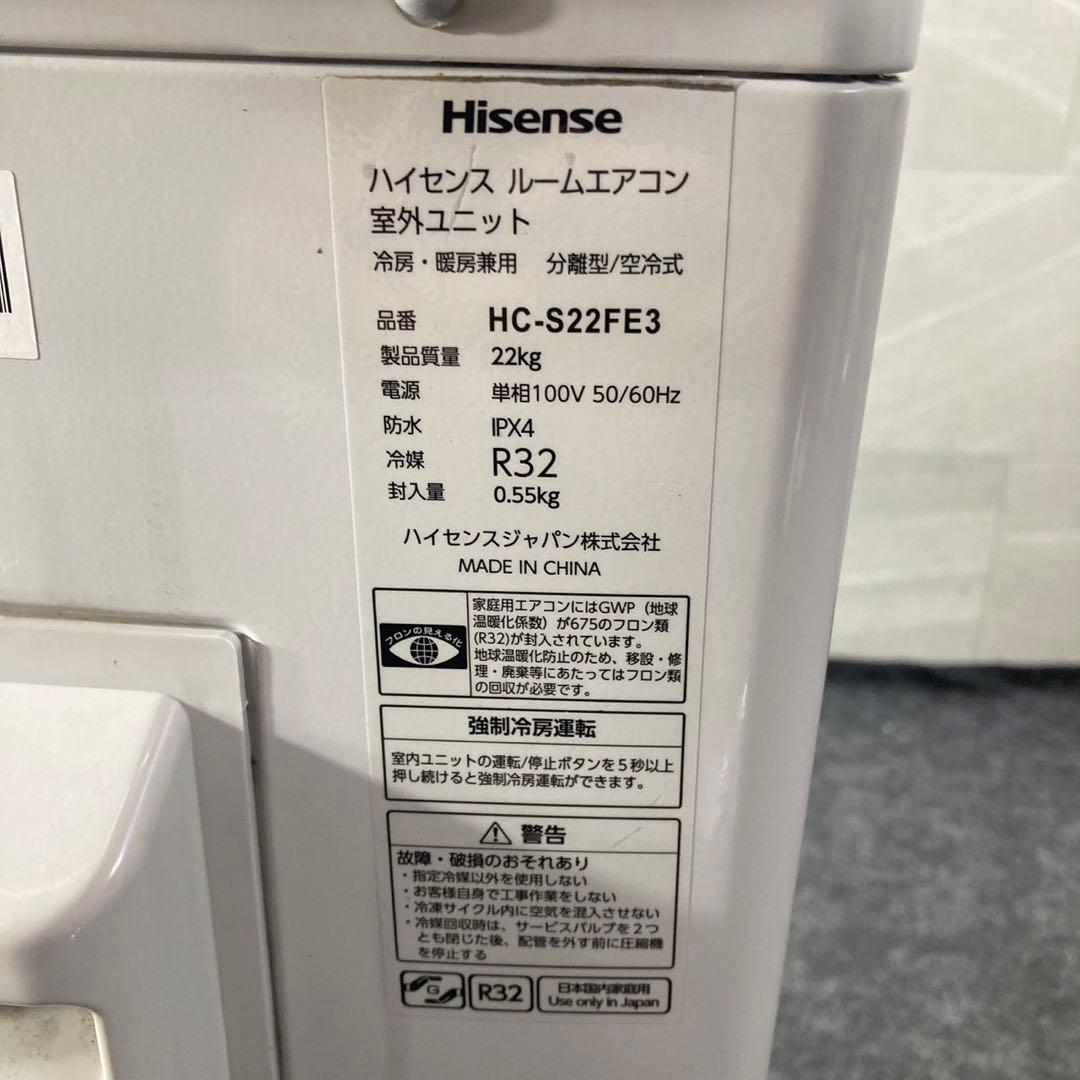 Hisense
ハイセンス ルームエアコン
室外ユニット
冷房・暖房兼用 分離型/空冷式
品番 HC-S22FE3
製品質量 22kg
電源 単相100V 50/60Hz
防水 IPX4
冷媒 R32
封入量 0.55kg
ハイセンスジャパン株式会社
MADE IN CHINA
フロンの見える化
家庭用エアコンにはGWP（地球
温暖化係数）が675のフロン類
(R32)が封入されています。
地球温暖化防止のため、移設・修
理・廃棄等にあたってはフロン類
の回収が必要です。
強制冷房運転
室内ユニットの運転/停止ボタンを５秒以上
押し続けると強制冷房運転ができます。
⚠ 警告
故障・破損のおそれあり
・指定冷媒以外を使用しない
・お客様自身で工事作業をしない
・冷凍サイクル内に空気を混入させない
・冷媒回収時は、サービスバルブを２つ
とも閉じた後、配管を外す前に圧縮機
を停止する
G
R32
日本国内家庭用
Use only in Japan